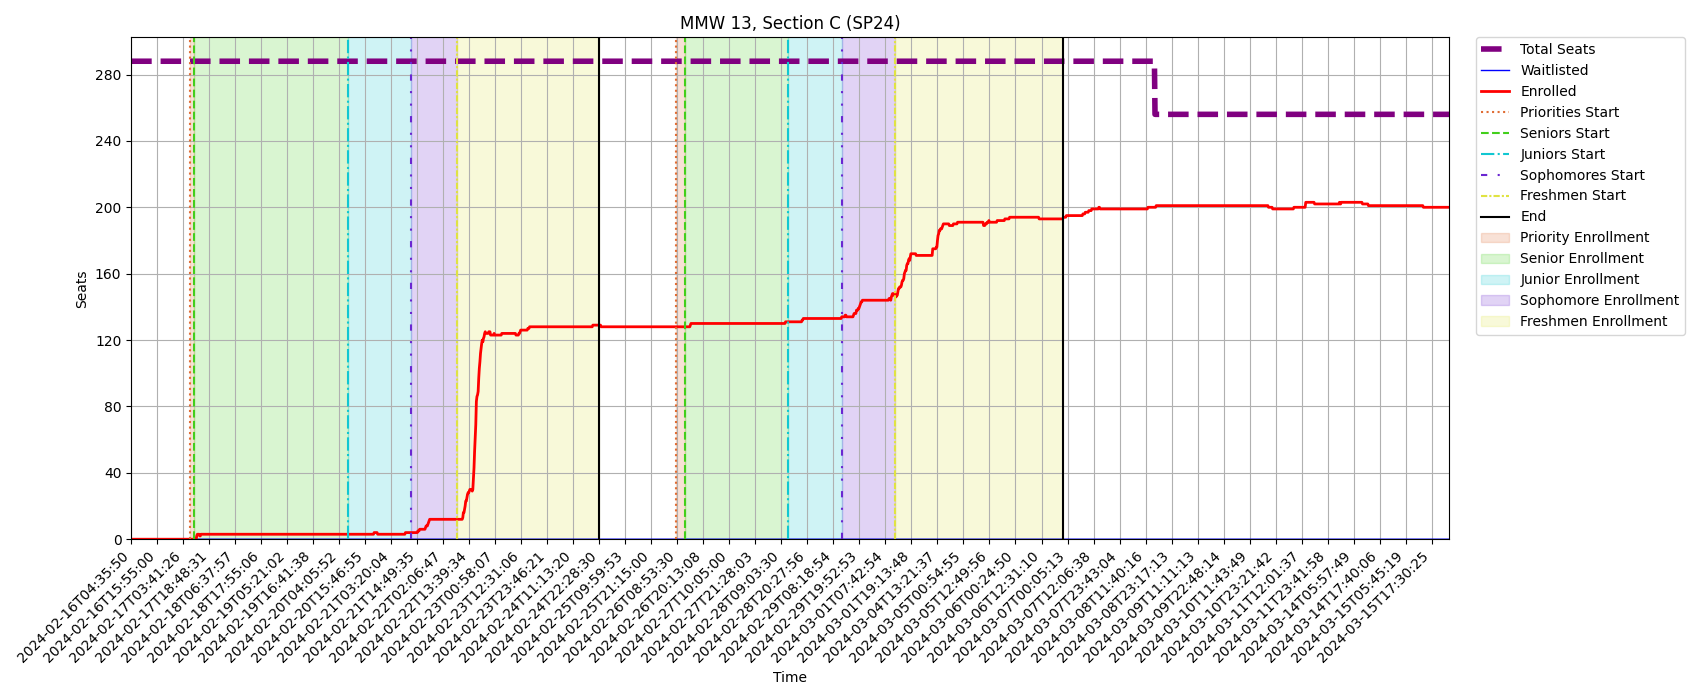 MMW 13, Section C (SP24)
Seats
280
240
200
160
120
80
40
0
2024-02-16T04:35:50
2024-02-16T16:55:00
2024-02-17T03:41:26
2024-02-17T18:48:31
2024-02-18T06:37:57
2024-02-18T17:55:06
2024-02-19T05:21:02
2024-02-19T16:41:38
2024-02-20T04:05:52
2024-02-20T15:46:55
2024-02-21T03:20:04
2024-02-21T14:49:35
2024-02-22T02:06:47
2024-02-22T13:39:34
2024-02-23T00:58:07
2024-02-23T12:31:06
2024-02-23T23:46:21
2024-02-24T11:13:20
2024-02-24T22:28:30
2024-02-25T09:59:53
2024-02-25T21:15:00
2024-02-26T08:53:30
2024-02-26T20:13:08
2024-02-27T10:05:00
2024-02-27T21:28:03
2024-02-28T09:03:30
2024-02-28T20:27:56
2024-02-29T08:18:54
2024-02-29T19:52:53
2024-03-01T07:42:54
2024-03-01T19:13:48
2024-03-04T13:21:37
2024-03-05T00:54:55
2024-03-05T12:49:56
2024-03-06T00:24:50
2024-03-06T12:31:10
2024-03-07T00:05:13
2024-03-07T12:06:38
2024-03-07T23:43:04
2024-03-08T11:40:16
2024-03-08T23:17:13
2024-03-09T11:11:13
2024-03-09T22:48:14
2024-03-10T11:43:49
2024-03-10T23:21:42
2024-03-11T12:01:37
2024-03-11T23:41:58
2024-03-14T05:57:49
2024-03-14T17:40:06
2024-03-15T05:45:19
2024-03-15T17:30:25
Time
Total Seats
Waitlisted
Enrolled
Priorities Start
Seniors Start
Juniors Start
Sophomores Start
Freshmen Start
End
Priority Enrollment
Senior Enrollment
Junior Enrollment
Sophomore Enrollment
Freshmen Enrollment